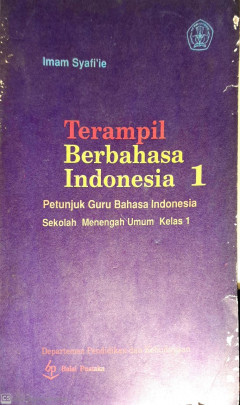 Imam Syafi'ie
Terampil
Berbahasa
Indonesia 1
Petunjuk Guru Bahasa Indonesia
Sekolah Menengah Umum Kelas 1
Departemen Pendidikan dan Kebudayaan
Balai Pustaka